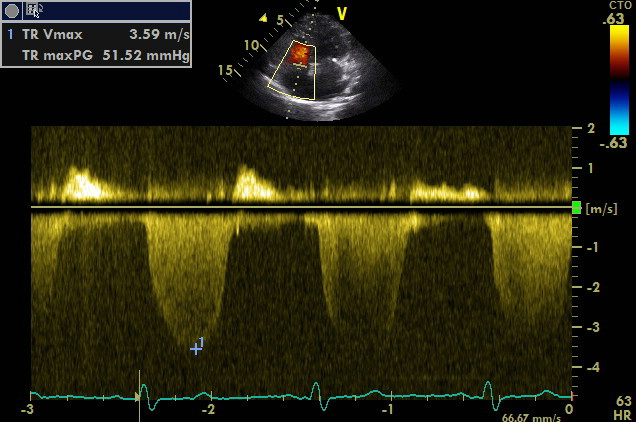 1 TR Vmax 3.59 m/s
TR maxPG 51.52 mmHg
V
5
10
15
CTO
.63
-.63
2
1
[m/s]
-1
-2
-3
-4
1
-3
-2
-1
0
66.67 mm/s
63
HR